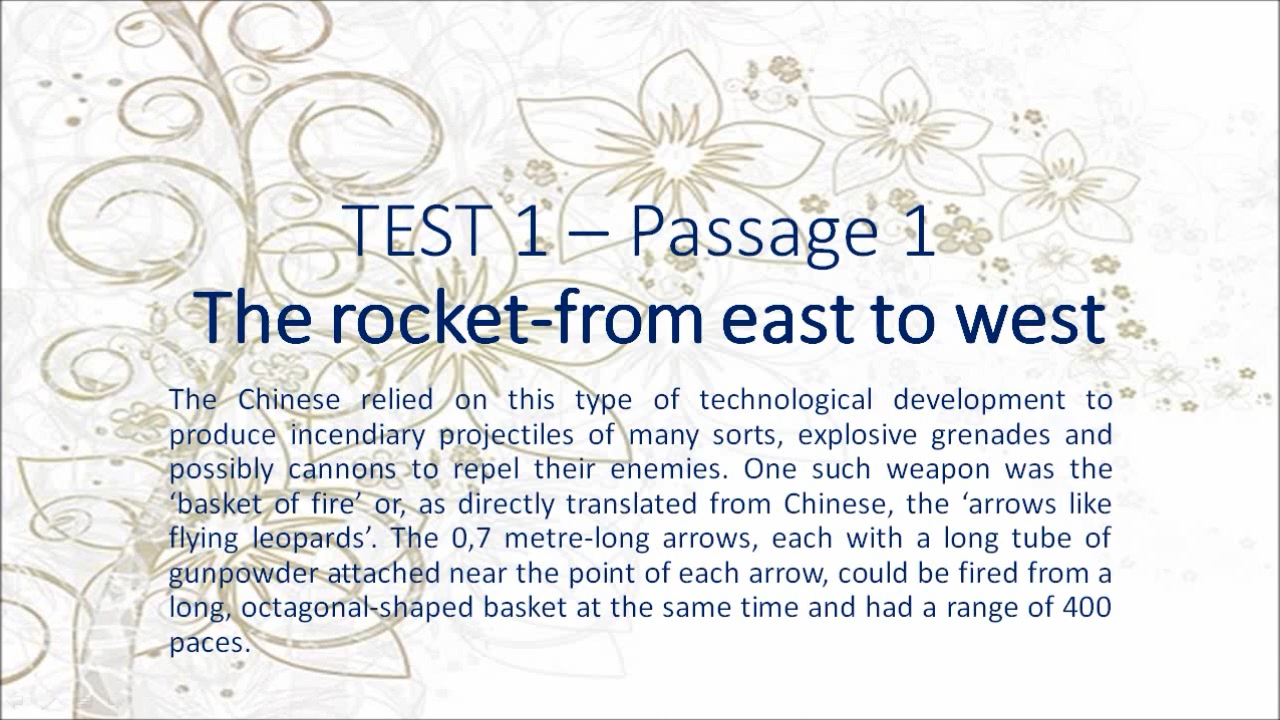 TEST 1 – Passage 1
The rocket-from east to west
The Chinese relied on this type of technological development to
produce incendiary projectiles of many sorts, explosive grenades and
possibly cannons to repel their enemies. One such weapon was the
‘basket of fire’ or, as directly translated from Chinese, the ‘arrows like
flying leopards’. The 0,7 metre-long arrows, each with a long tube of
gunpowder attached near the point of each arrow, could be fired from a
long, octagonal-shaped basket at the same time and had a range of 400
paces.